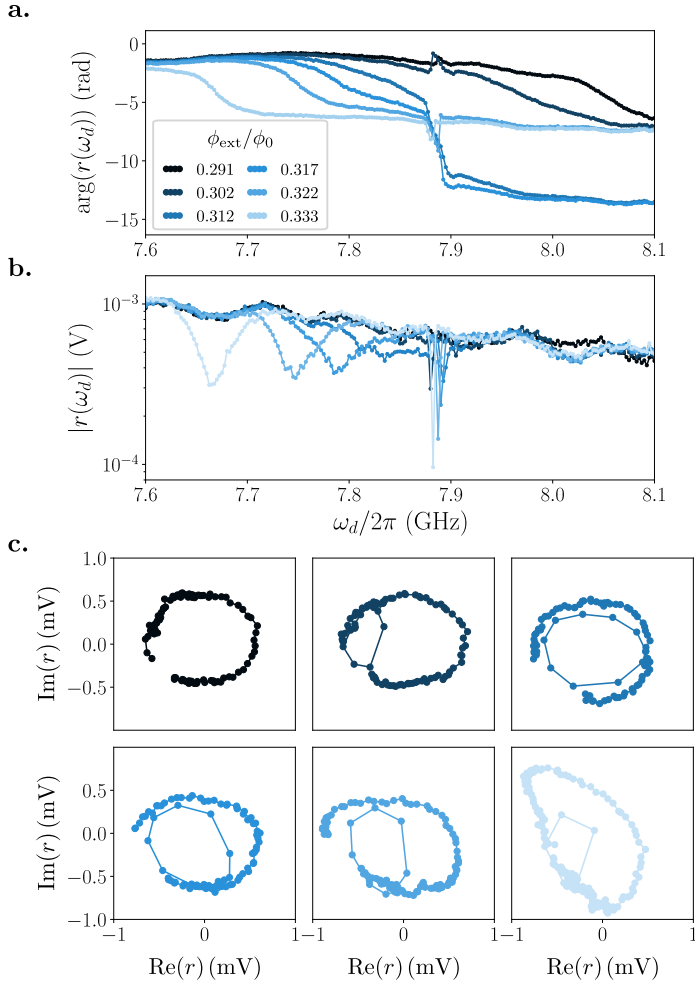 a.
arg(r(ω_d)) (rad)
0
−5
−10
−15
ϕ_ext/ϕ_0
0.291 0.317
0.302 0.322
0.312 0.333
7.6 7.7 7.8 7.9 8.0 8.1
b.
|r(ω_d)| (V)
10⁻³
10⁻⁴
7.6 7.7 7.8 7.9 8.0 8.1
ω_d/2π (GHz)
c.
Im(r) (mV)
1.0
0.5
0.0
−0.5
Im(r) (mV)
0.5
0.0
−0.5
−1.0
−1 0 1 −1 0 1 −1 0 1
Re(r) (mV) Re(r) (mV) Re(r) (mV)